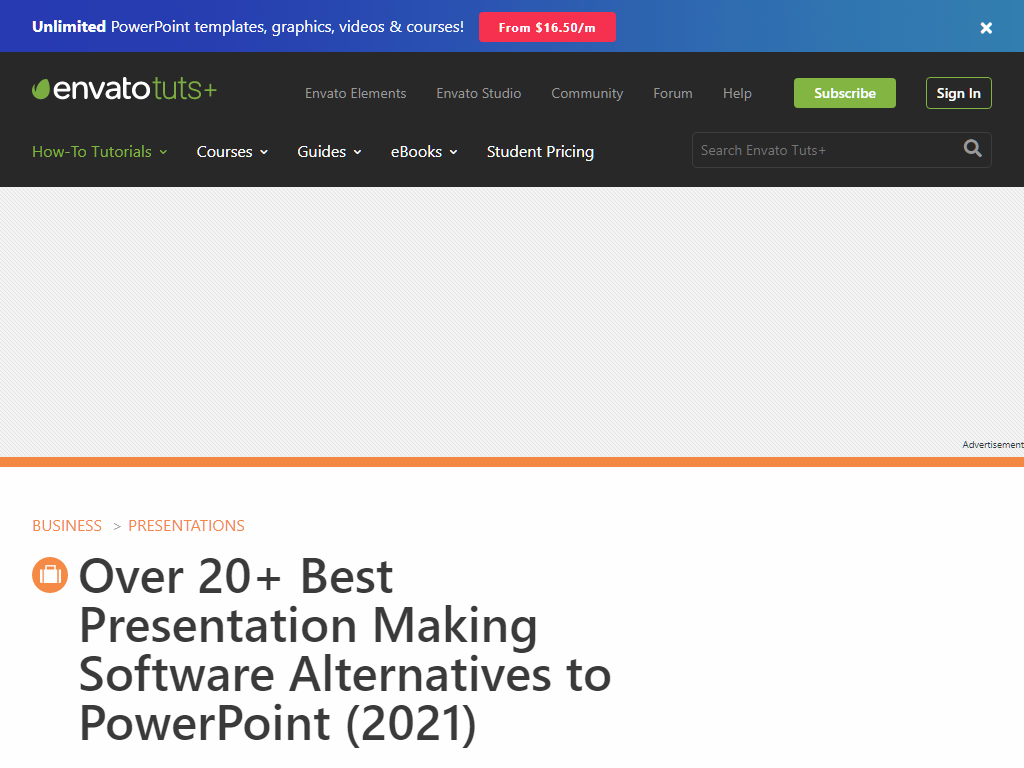 Unlimited PowerPoint templates, graphics, videos & courses! From $16.50/m
envatotuts+ Envato Elements Envato Studio Community Forum Help Subscribe Sign In
How-To Tutorials Courses Guides eBooks Student Pricing Search Envato Tuts+
Advertisement
BUSINESS > PRESENTATIONS
Over 20+ Best
Presentation Making
Software Alternatives to
PowerPoint (2021)